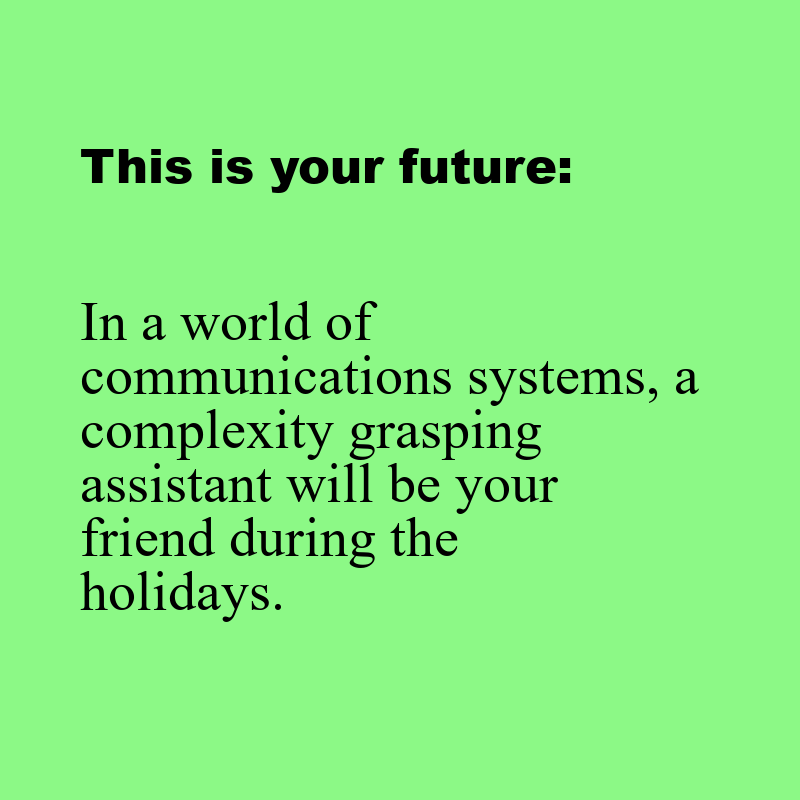 This is your future:
In a world of
communications systems, a
complexity grasping
assistant will be your
friend during the
holidays.